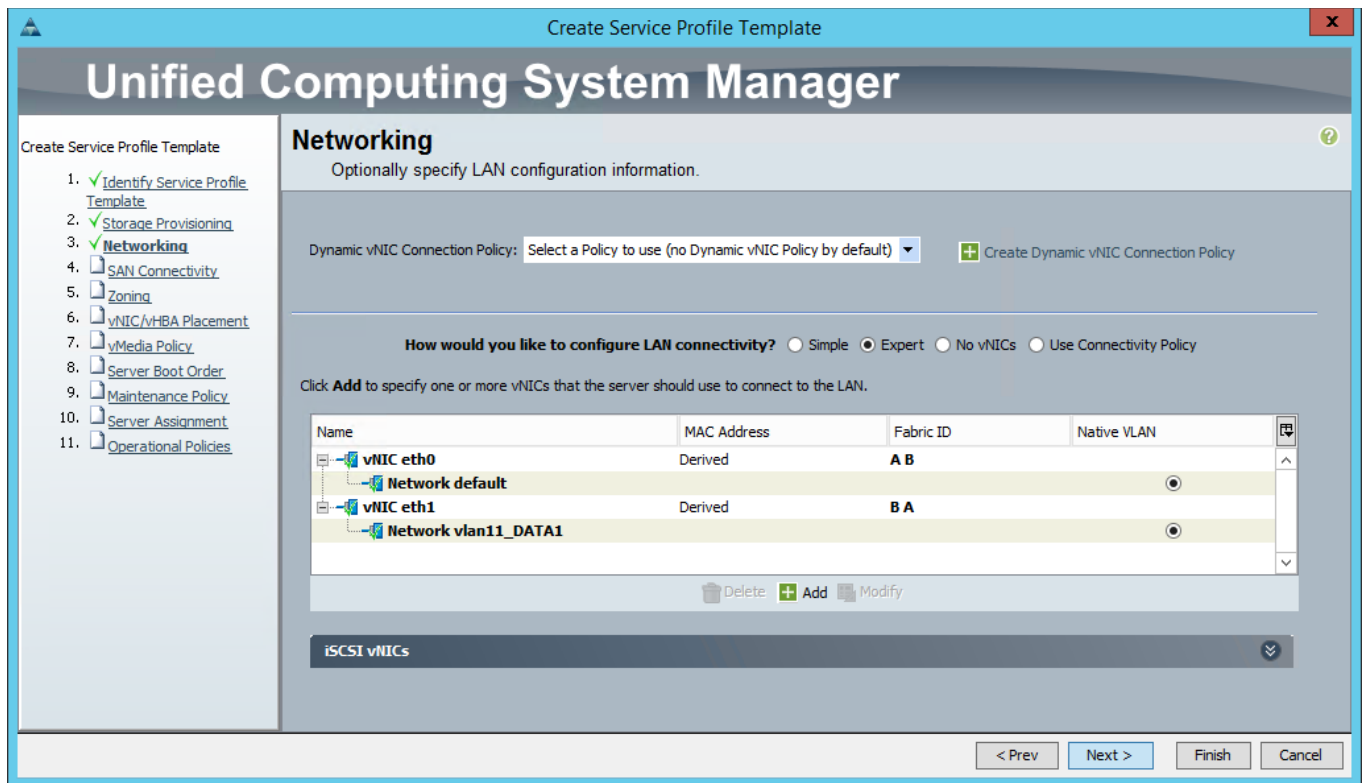 Create Service Profile Template
x
Unified Computing System Manager
Create Service Profile Template
1. Identify Service Profile
Template
2. Storage Provisioning
3. Networking
4. SAN Connectivity
5. Zoning
6. vNIC/vHBA Placement
7. vMedia Policy
8. Server Boot Order
9. Maintenance Policy
10. Server Assignment
11. Operational Policies
Networking
?
Optionally specify LAN configuration information.
Dynamic vNIC Connection Policy: Select a Policy to use (no Dynamic vNIC Policy by default) Create Dynamic vNIC Connection Policy
How would you like to configure LAN connectivity? Simple Expert No vNICs Use Connectivity Policy
Click Add to specify one or more vNICs that the server should use to connect to the LAN.
Name MAC Address Fabric ID Native VLAN
vNIC eth0 Derived A B
Network default
vNIC eth1 Derived B A
Network vlan11_DATA1
Delete Add Modify
iSCSI vNICs
< Prev Next > Finish Cancel